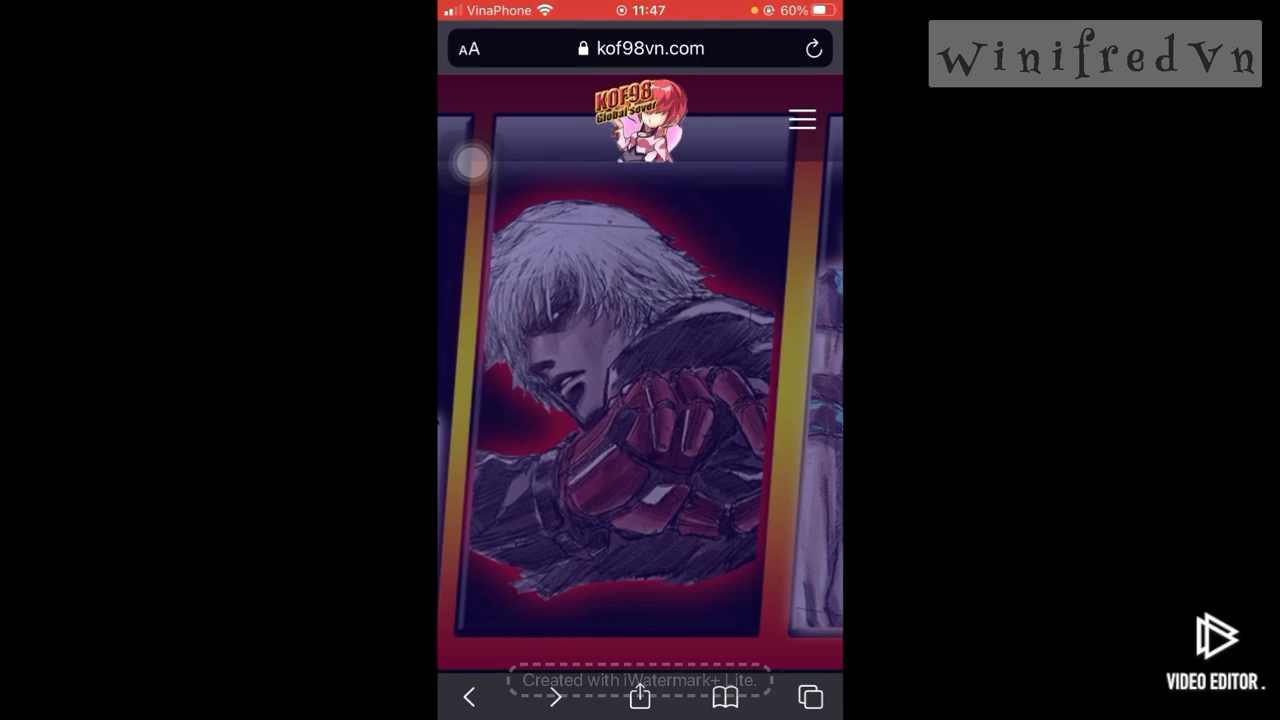 VinaPhone 11:47 60%
WinifredVn
AA kof98vn.com
KOF98
Global sever
Created with iWatermark+ Lite.
VIDEO EDITOR.